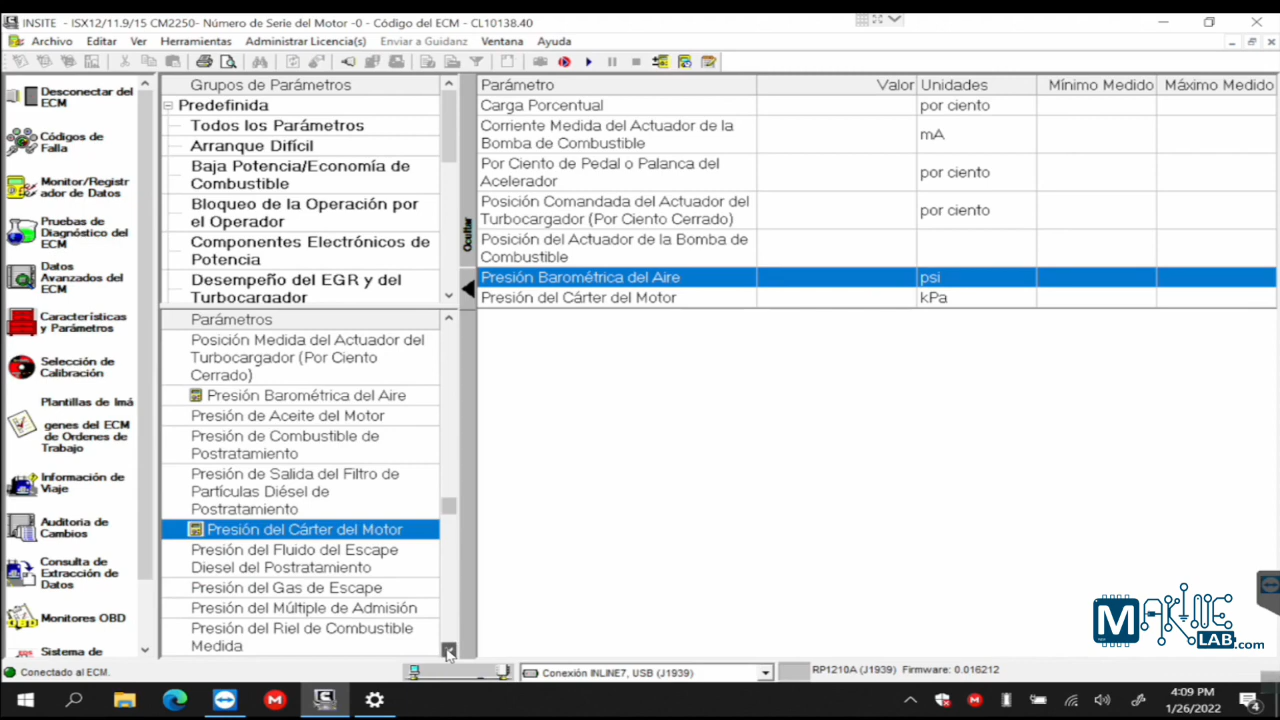 INSITE - ISX12/11.9/15 CM2250- Número de Serie del Motor -0 - Código del ECM - CL10138.40
Archivo Editar Ver Herramientas Administrar Licencia(s) Enviar a Guidanz Ventana Ayuda
Desconectar del
ECM
Códigos de
Falla
Monitor/Registr
ador de Datos
Pruebas de
Diagnóstico del
ECM
Datos
Avanzados del
ECM
Características
y Parámetros
Selección de
Calibración
Plantillas de Imá
genes del ECM
de Ordenes de
Trabajo
Información de
Viaje
Auditoria de
Cambios
Consulta de
Extracción de
Datos
Monitores OBD
Sistema de
Grupos de Parámetros
Predefinida
Todos los Parámetros
Arranque Difícil
Baja Potencia/Economía de
Combustible
Bloqueo de la Operación por
el Operador
Componentes Electrónicos de
Potencia
Desempeño del EGR y del
Turbocargador
Parámetros
Posición Medida del Actuador del
Turbocargador (Por Ciento
Cerrado)
Presión Barométrica del Aire
Presión de Aceite del Motor
Presión de Combustible de
Postratamiento
Presión de Salida del Filtro de
Partículas Diésel de
Postratamiento
Presión del Cárter del Motor
Presión del Fluido del Escape
Diesel del Postratamiento
Presión del Gas de Escape
Presión del Múltiple de Admisión
Presión del Riel de Combustible
Medida
Ocultar
Parámetro Valor Unidades Mínimo Medido Máximo Medido
Carga Porcentual por ciento
Corriente Medida del Actuador de la
Bomba de Combustible mA
Por Ciento de Pedal o Palanca del
Acelerador por ciento
Posición Comandada del Actuador del
Turbocargador (Por Ciento Cerrado) por ciento
Posición del Actuador de la Bomba de
Combustible
Presión Barométrica del Aire psi
Presión del Cárter del Motor kPa
MARINE
LAB.com
Conectado al ECM. Conexión INLINE7, USB (J1939) RP1210A (J1939) Firmware: 0.016212
4:09 PM
1/26/2022
4